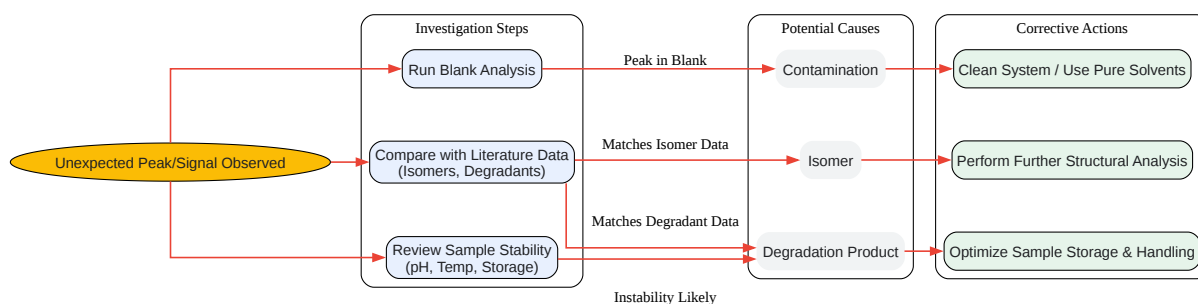 Investigation Steps
Potential Causes
Corrective Actions
Run Blank Analysis
Peak in Blank
Contamination
Clean System / Use Pure Solvents
Unexpected Peak/Signal Observed
Compare with Literature Data
(Isomers, Degradants)
Matches Isomer Data
Isomer
Perform Further Structural Analysis
Matches Degradant Data
Review Sample Stability
(pH, Temp, Storage)
Degradation Product
Optimize Sample Storage & Handling
Instability Likely